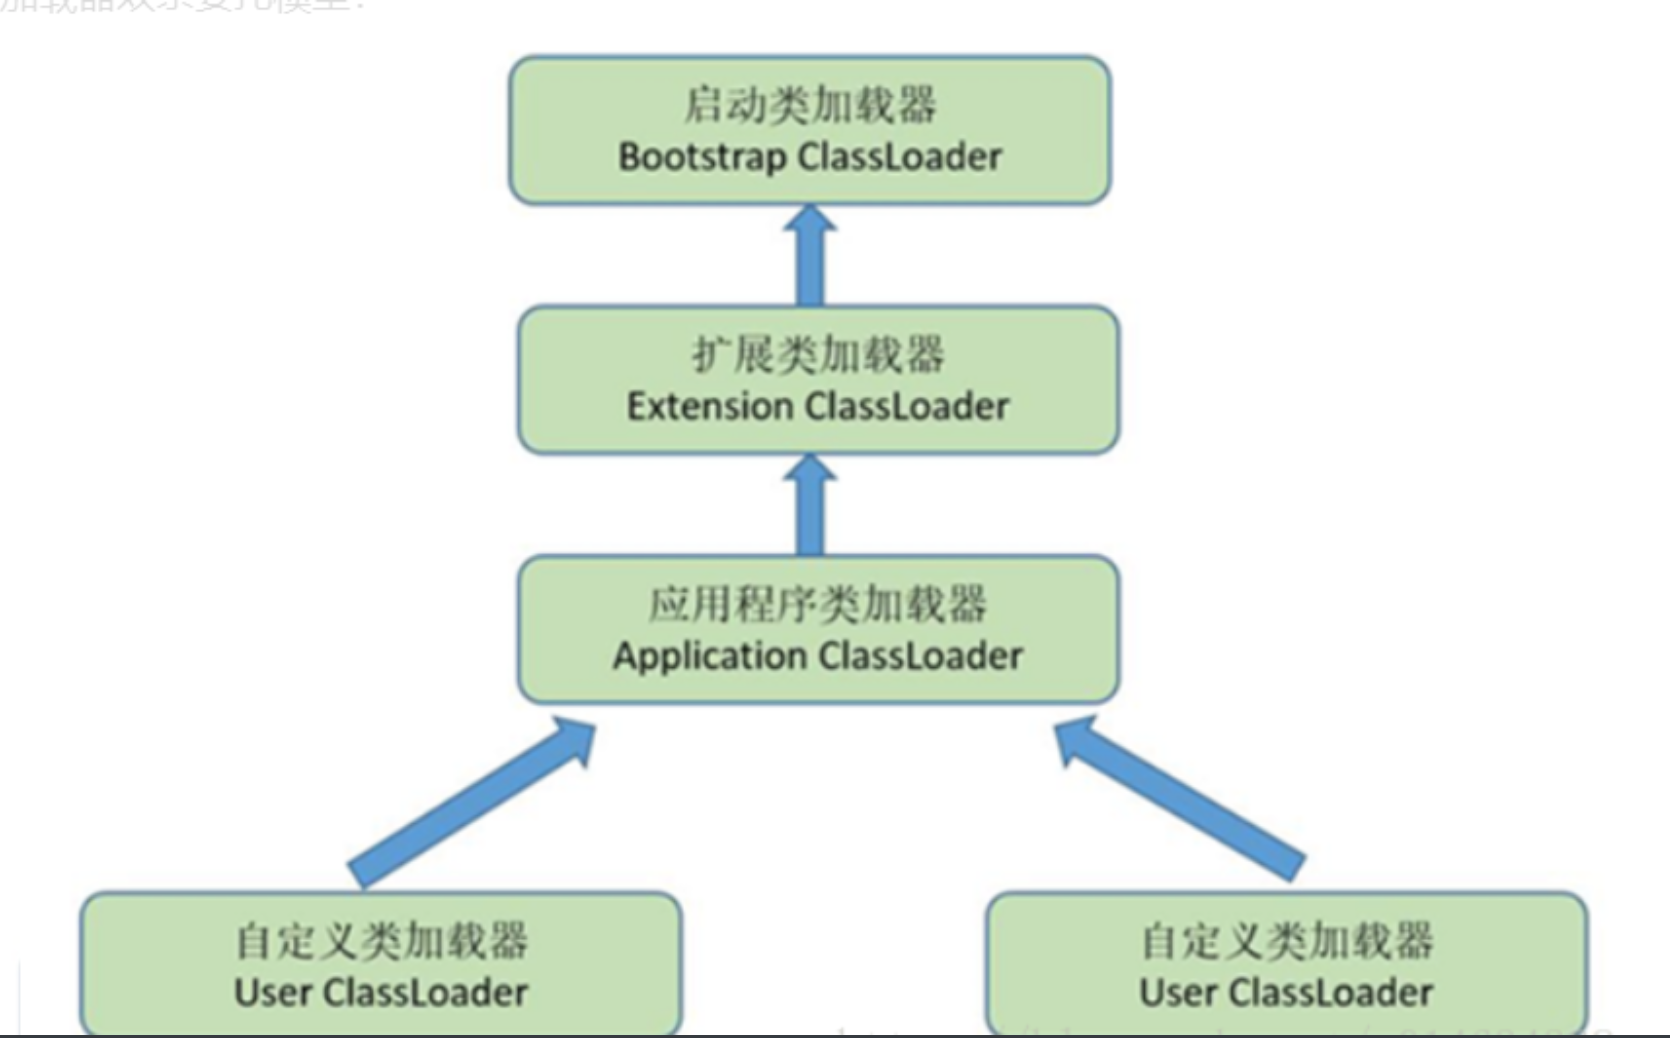 启动类加载器
Bootstrap ClassLoader
扩展类加载器
Extension ClassLoader
应用程序类加载器
Application ClassLoader
自定义类加载器
User ClassLoader
自定义类加载器
User ClassLoader